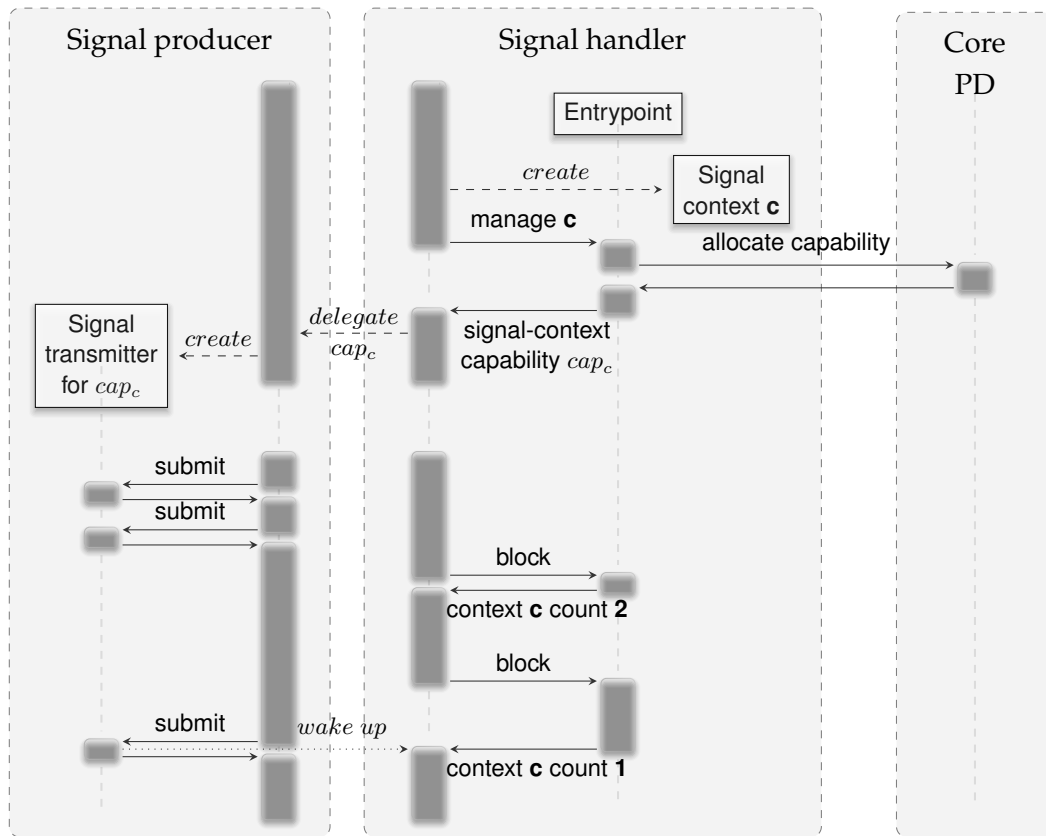 Signal producer
Signal handler
Core
PD
Entrypoint
create
Signal
context c
manage c
allocate capability
delegate
cap_c
signal-context
capability cap_c
create
Signal
transmitter
for cap_c
submit
submit
block
context c count 2
block
submit
wake up
context c count 1